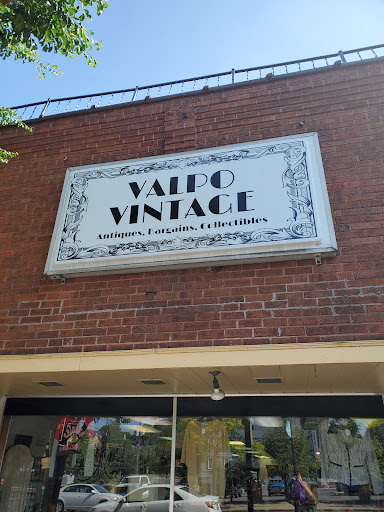 VALPO
VINTAGE
Antiques, Bargains, Collectibles